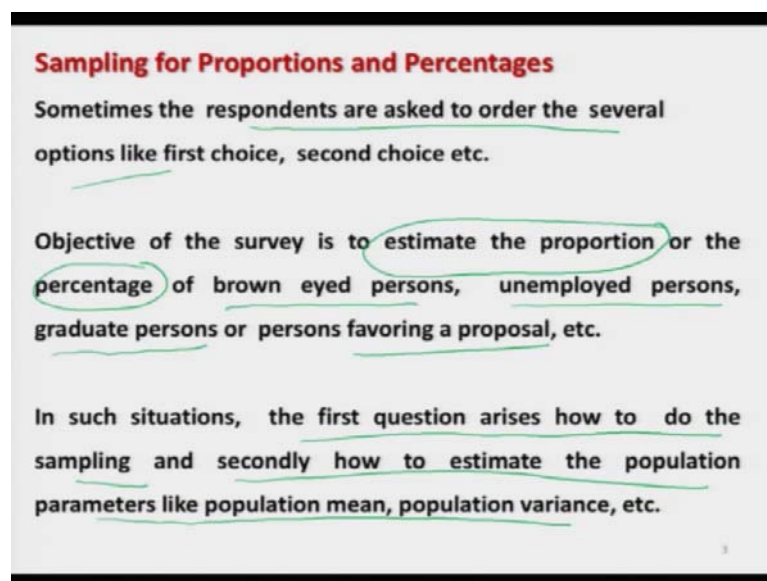 Sampling for Proportions and Percentages
Sometimes the respondents are asked to order the several
options like first choice, second choice etc.
Objective of the survey is to estimate the proportion or the
percentage of brown eyed persons, unemployed persons,
graduate persons or persons favoring a proposal, etc.
In such situations, the first question arises how to do the
sampling and secondly how to estimate the population
parameters like population mean, population variance, etc.
3